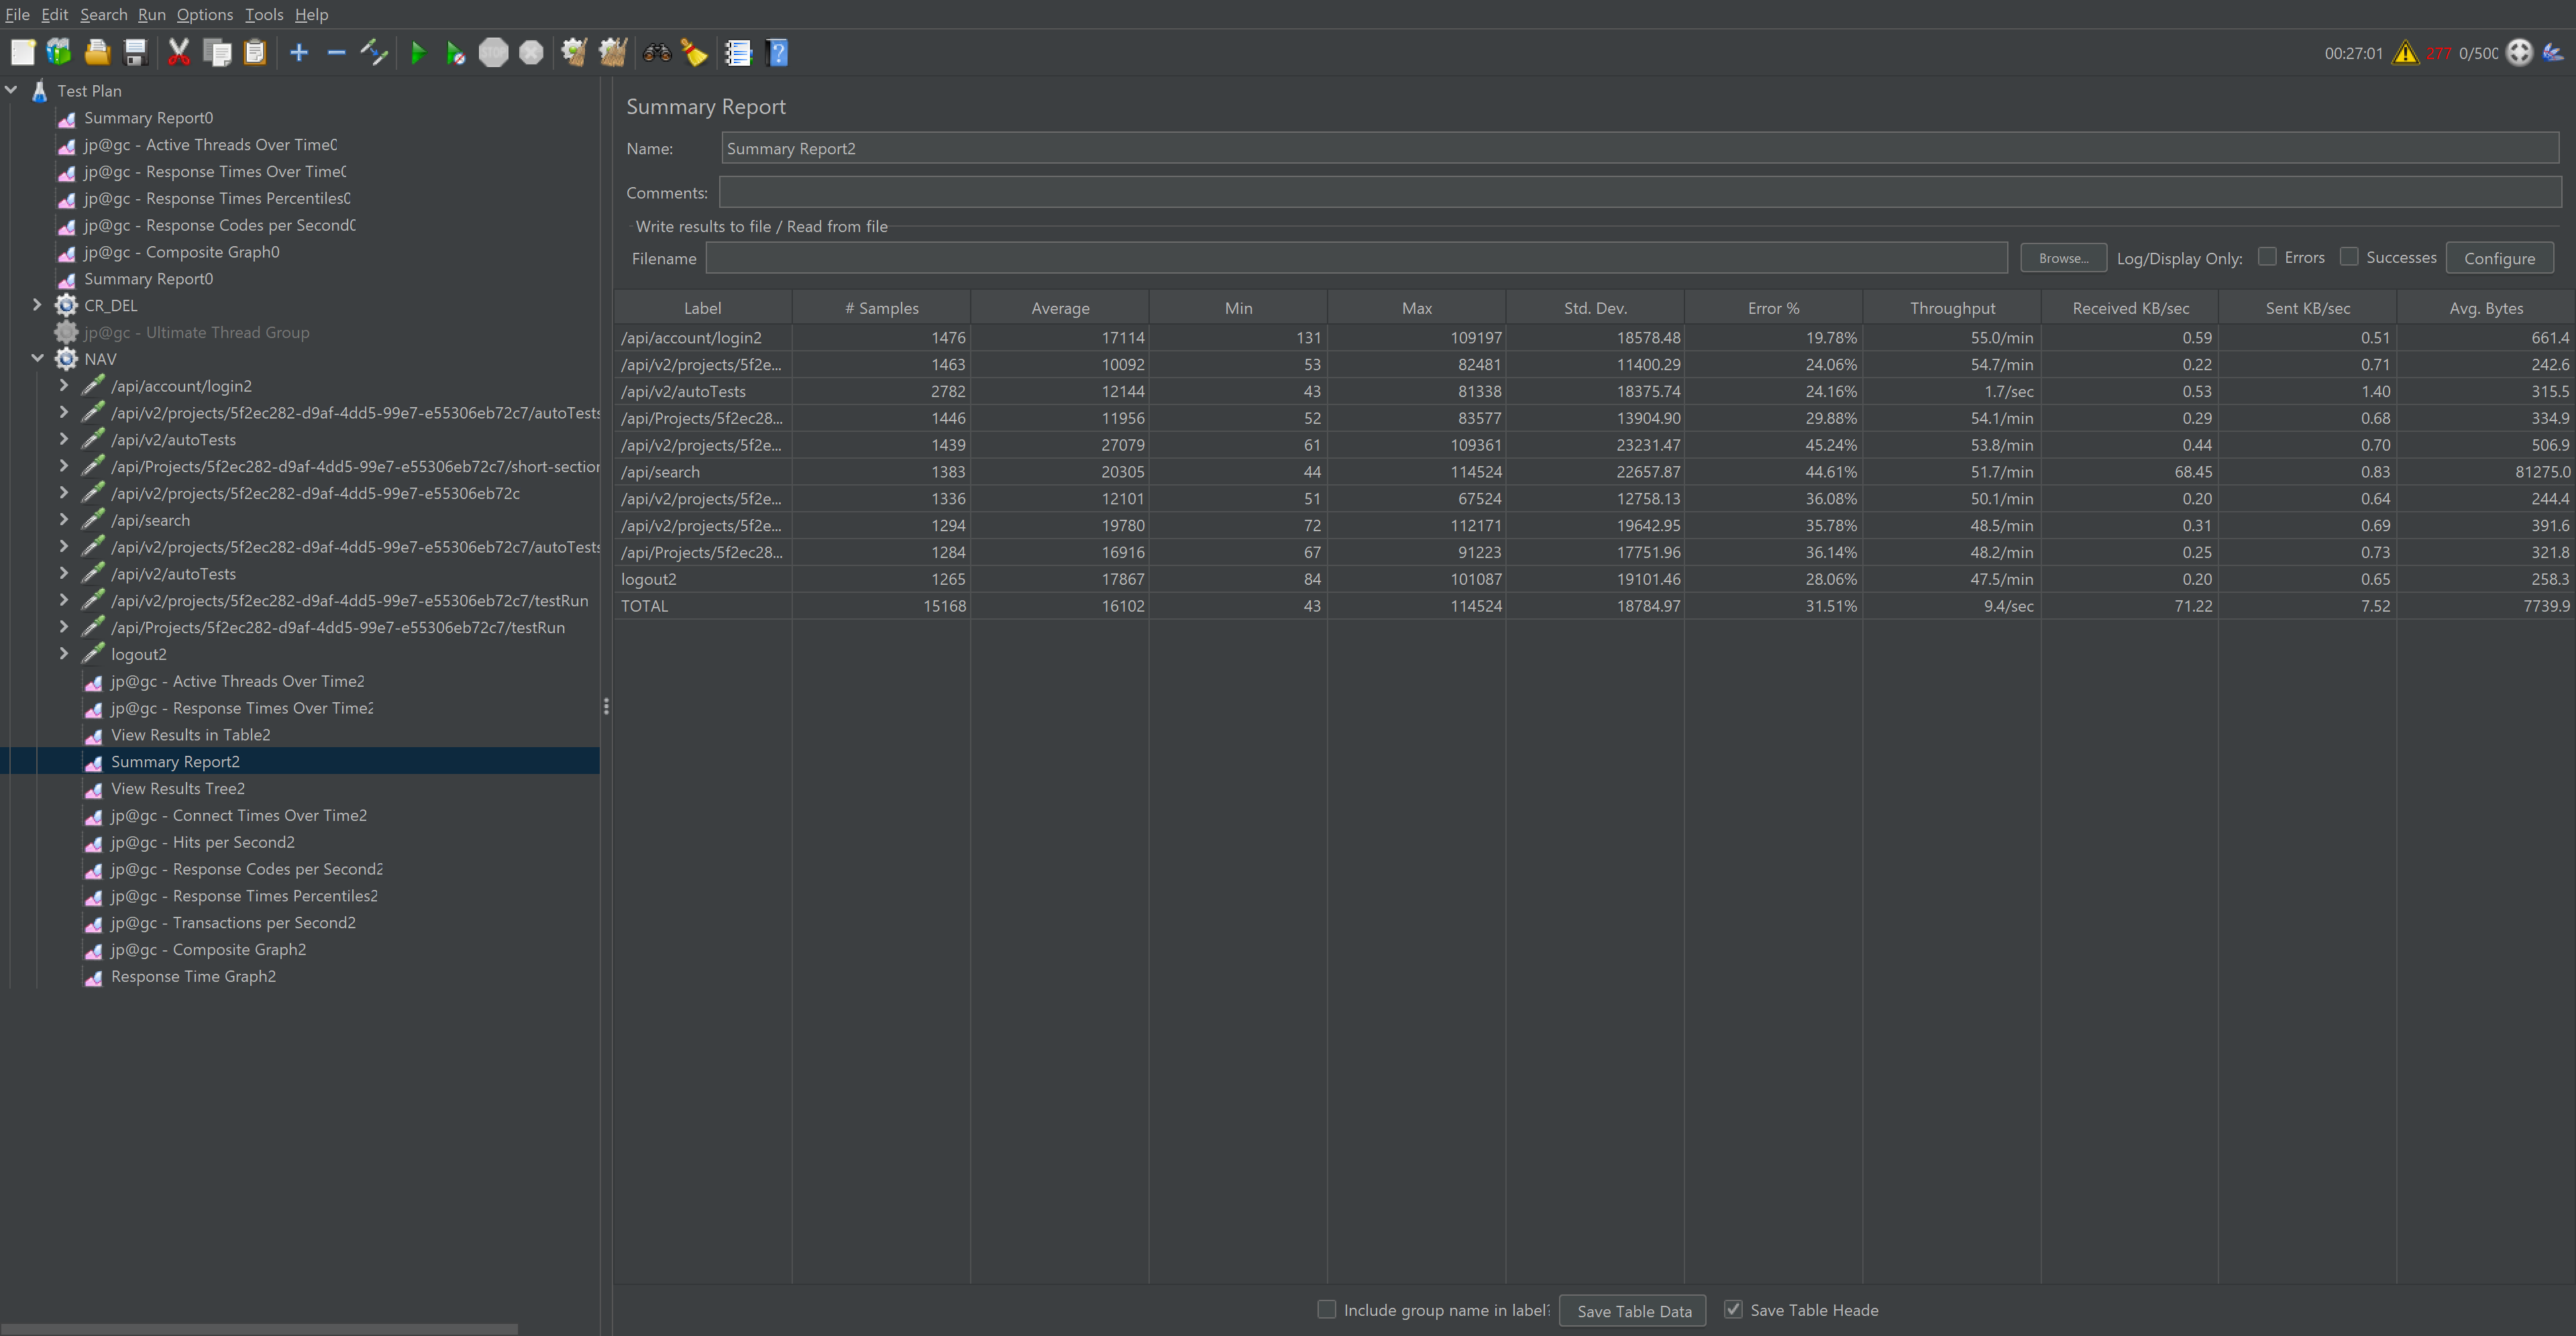 File Edit Search Run Options Tools Help
STOP
00:27:01 277 0/500
Test Plan
Summary Report0
jp@gc - Active Threads Over Time0
jp@gc - Response Times Over Time0
jp@gc - Response Times Percentiles0
jp@gc - Response Codes per Second0
jp@gc - Composite Graph0
Summary Report0
CR_DEL
jp@gc - Ultimate Thread Group
NAV
/api/account/login2
/api/v2/projects/5f2ec282-d9af-4dd5-99e7-e55306eb72c7/autoTests
/api/v2/autoTests
/api/Projects/5f2ec282-d9af-4dd5-99e7-e55306eb72c7/short-section
/api/v2/projects/5f2ec282-d9af-4dd5-99e7-e55306eb72c
/api/search
/api/v2/projects/5f2ec282-d9af-4dd5-99e7-e55306eb72c7/autoTests
/api/v2/autoTests
/api/v2/projects/5f2ec282-d9af-4dd5-99e7-e55306eb72c7/testRun
/api/Projects/5f2ec282-d9af-4dd5-99e7-e55306eb72c7/testRun
logout2
jp@gc - Active Threads Over Time2
jp@gc - Response Times Over Time2
View Results in Table2
Summary Report2
View Results Tree2
jp@gc - Connect Times Over Time2
jp@gc - Hits per Second2
jp@gc - Response Codes per Second2
jp@gc - Response Times Percentiles2
jp@gc - Transactions per Second2
jp@gc - Composite Graph2
Response Time Graph2
Summary Report
Name: Summary Report2
Comments:
Write results to file / Read from file
Filename Browse... Log/Display Only: Errors Successes Configure
Label # Samples Average Min Max Std. Dev. Error % Throughput Received KB/sec Sent KB/sec Avg. Bytes
/api/account/login2 1476 17114 131 109197 18578.48 19.78% 55.0/min 0.59 0.51 661.4
/api/v2/projects/5f2e... 1463 10092 53 82481 11400.29 24.06% 54.7/min 0.22 0.71 242.6
/api/v2/autoTests 2782 12144 43 81338 18375.74 24.16% 1.7/sec 0.53 1.40 315.5
/api/Projects/5f2ec28... 1446 11956 52 83577 13904.90 29.88% 54.1/min 0.29 0.68 334.9
/api/v2/projects/5f2e... 1439 27079 61 109361 23231.47 45.24% 53.8/min 0.44 0.70 506.9
/api/search 1383 20305 44 114524 22657.87 44.61% 51.7/min 68.45 0.83 81275.0
/api/v2/projects/5f2e... 1336 12101 51 67524 12758.13 36.08% 50.1/min 0.20 0.64 244.4
/api/v2/projects/5f2e... 1294 19780 72 112171 19642.95 35.78% 48.5/min 0.31 0.69 391.6
/api/Projects/5f2ec28... 1284 16916 67 91223 17751.96 36.14% 48.2/min 0.25 0.73 321.8
logout2 1265 17867 84 101087 19101.46 28.06% 47.5/min 0.20 0.65 258.3
TOTAL 15168 16102 43 114524 18784.97 31.51% 9.4/sec 71.22 7.52 7739.9
Include group name in label? Save Table Data Save Table Heade